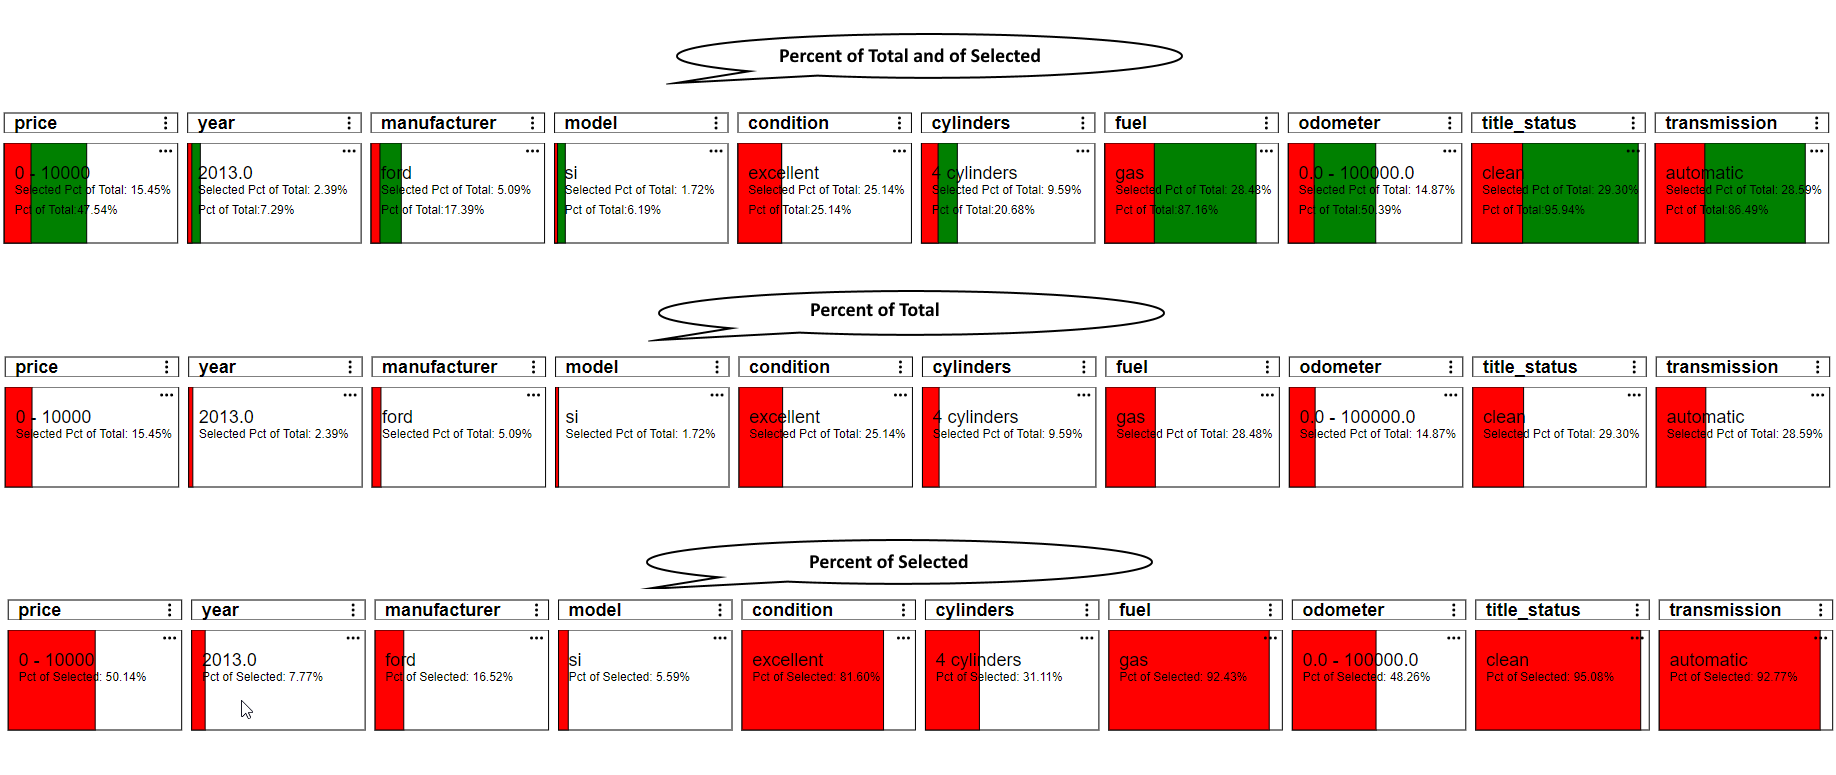 Percent of Total and of Selected
price year manufacturer model condition cylinders fuel odometer title_status transmission
0 - 10000 2013.0 ford si excellent 4 cylinders gas 0.0 - 100000.0 clean automatic
Selected Pct of Total: 15.45% Selected Pct of Total: 2.39% Selected Pct of Total: 5.09% Selected Pct of Total: 1.72% Selected Pct of Total: 25.14% Selected Pct of Total: 9.59% Selected Pct of Total: 28.48% Selected Pct of Total: 14.87% Selected Pct of Total: 29.30% Selected Pct of Total: 28.59%
Pct of Total:47.54% Pct of Total:7.29% Pct of Total:17.39% Pct of Total:6.19% Pct of Total:25.14% Pct of Total:20.68% Pct of Total:87.16% Pct of Total:50.39% Pct of Total:95.94% Pct of Total:86.49%
Percent of Total
price year manufacturer model condition cylinders fuel odometer title_status transmission
0 - 10000 2013.0 ford si excellent 4 cylinders gas 0.0 - 100000.0 clean automatic
Selected Pct of Total: 15.45% Selected Pct of Total: 2.39% Selected Pct of Total: 5.09% Selected Pct of Total: 1.72% Selected Pct of Total: 25.14% Selected Pct of Total: 9.59% Selected Pct of Total: 28.48% Selected Pct of Total: 14.87% Selected Pct of Total: 29.30% Selected Pct of Total: 28.59%
Percent of Selected
price year manufacturer model condition cylinders fuel odometer title_status transmission
0 - 10000 2013.0 ford si excellent 4 cylinders gas 0.0 - 100000.0 clean automatic
Pct of Selected: 50.14% Pct of Selected: 7.77% Pct of Selected: 16.52% Pct of Selected: 5.59% Pct of Selected: 81.60% Pct of Selected: 31.11% Pct of Selected: 92.43% Pct of Selected: 48.26% Pct of Selected: 95.08% Pct of Selected: 92.77%